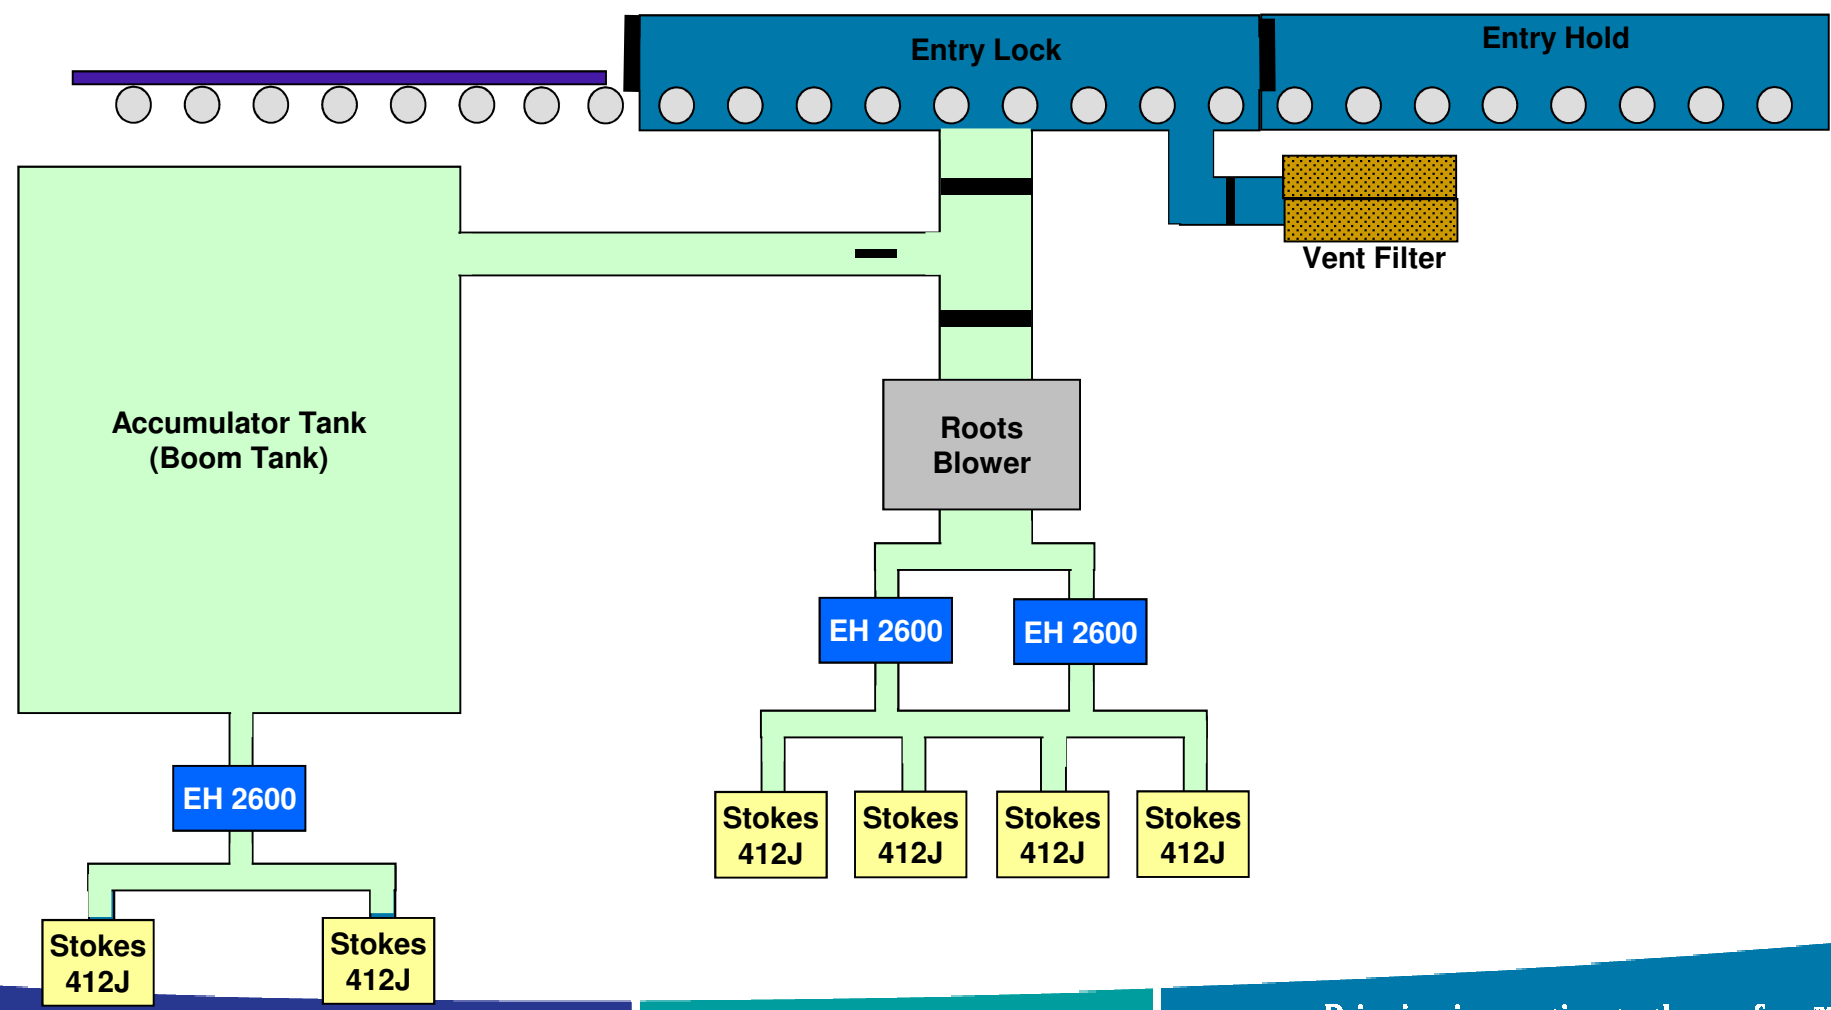 Entry Lock
Entry Hold
Vent Filter
Accumulator Tank
(Boom Tank)
Roots
Blower
EH 2600
EH 2600
EH 2600
Stokes
412J
Stokes
412J
Stokes
412J
Stokes
412J
Stokes
412J
Stokes
412J